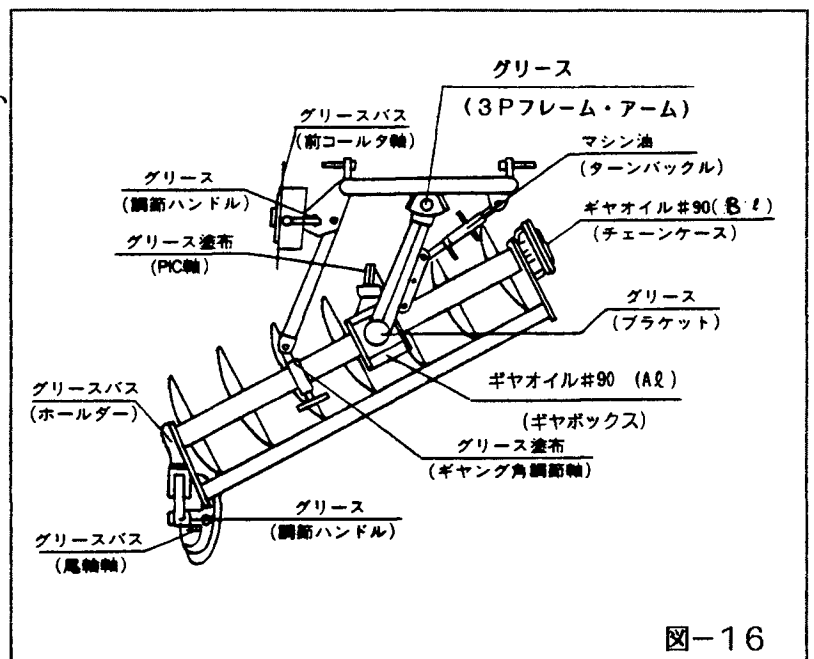 グリース
(3Pフレーム・アーム)
グリースバス
(前コールタ軸)
マシン油
(ターンバックル)
グリース
(調節ハンドル)
ギヤオイル#90(Bℓ)
(チェーンケース)
グリース塗布
(PIC軸)
グリース
(ブラケット)
ギヤオイル#90 (Aℓ)
(ギヤボックス)
グリースバス
(ホールダー)
グリース塗布
(ギヤング角調節軸)
グリース
(調節ハンドル)
グリースバス
(尾輪軸)
図-16